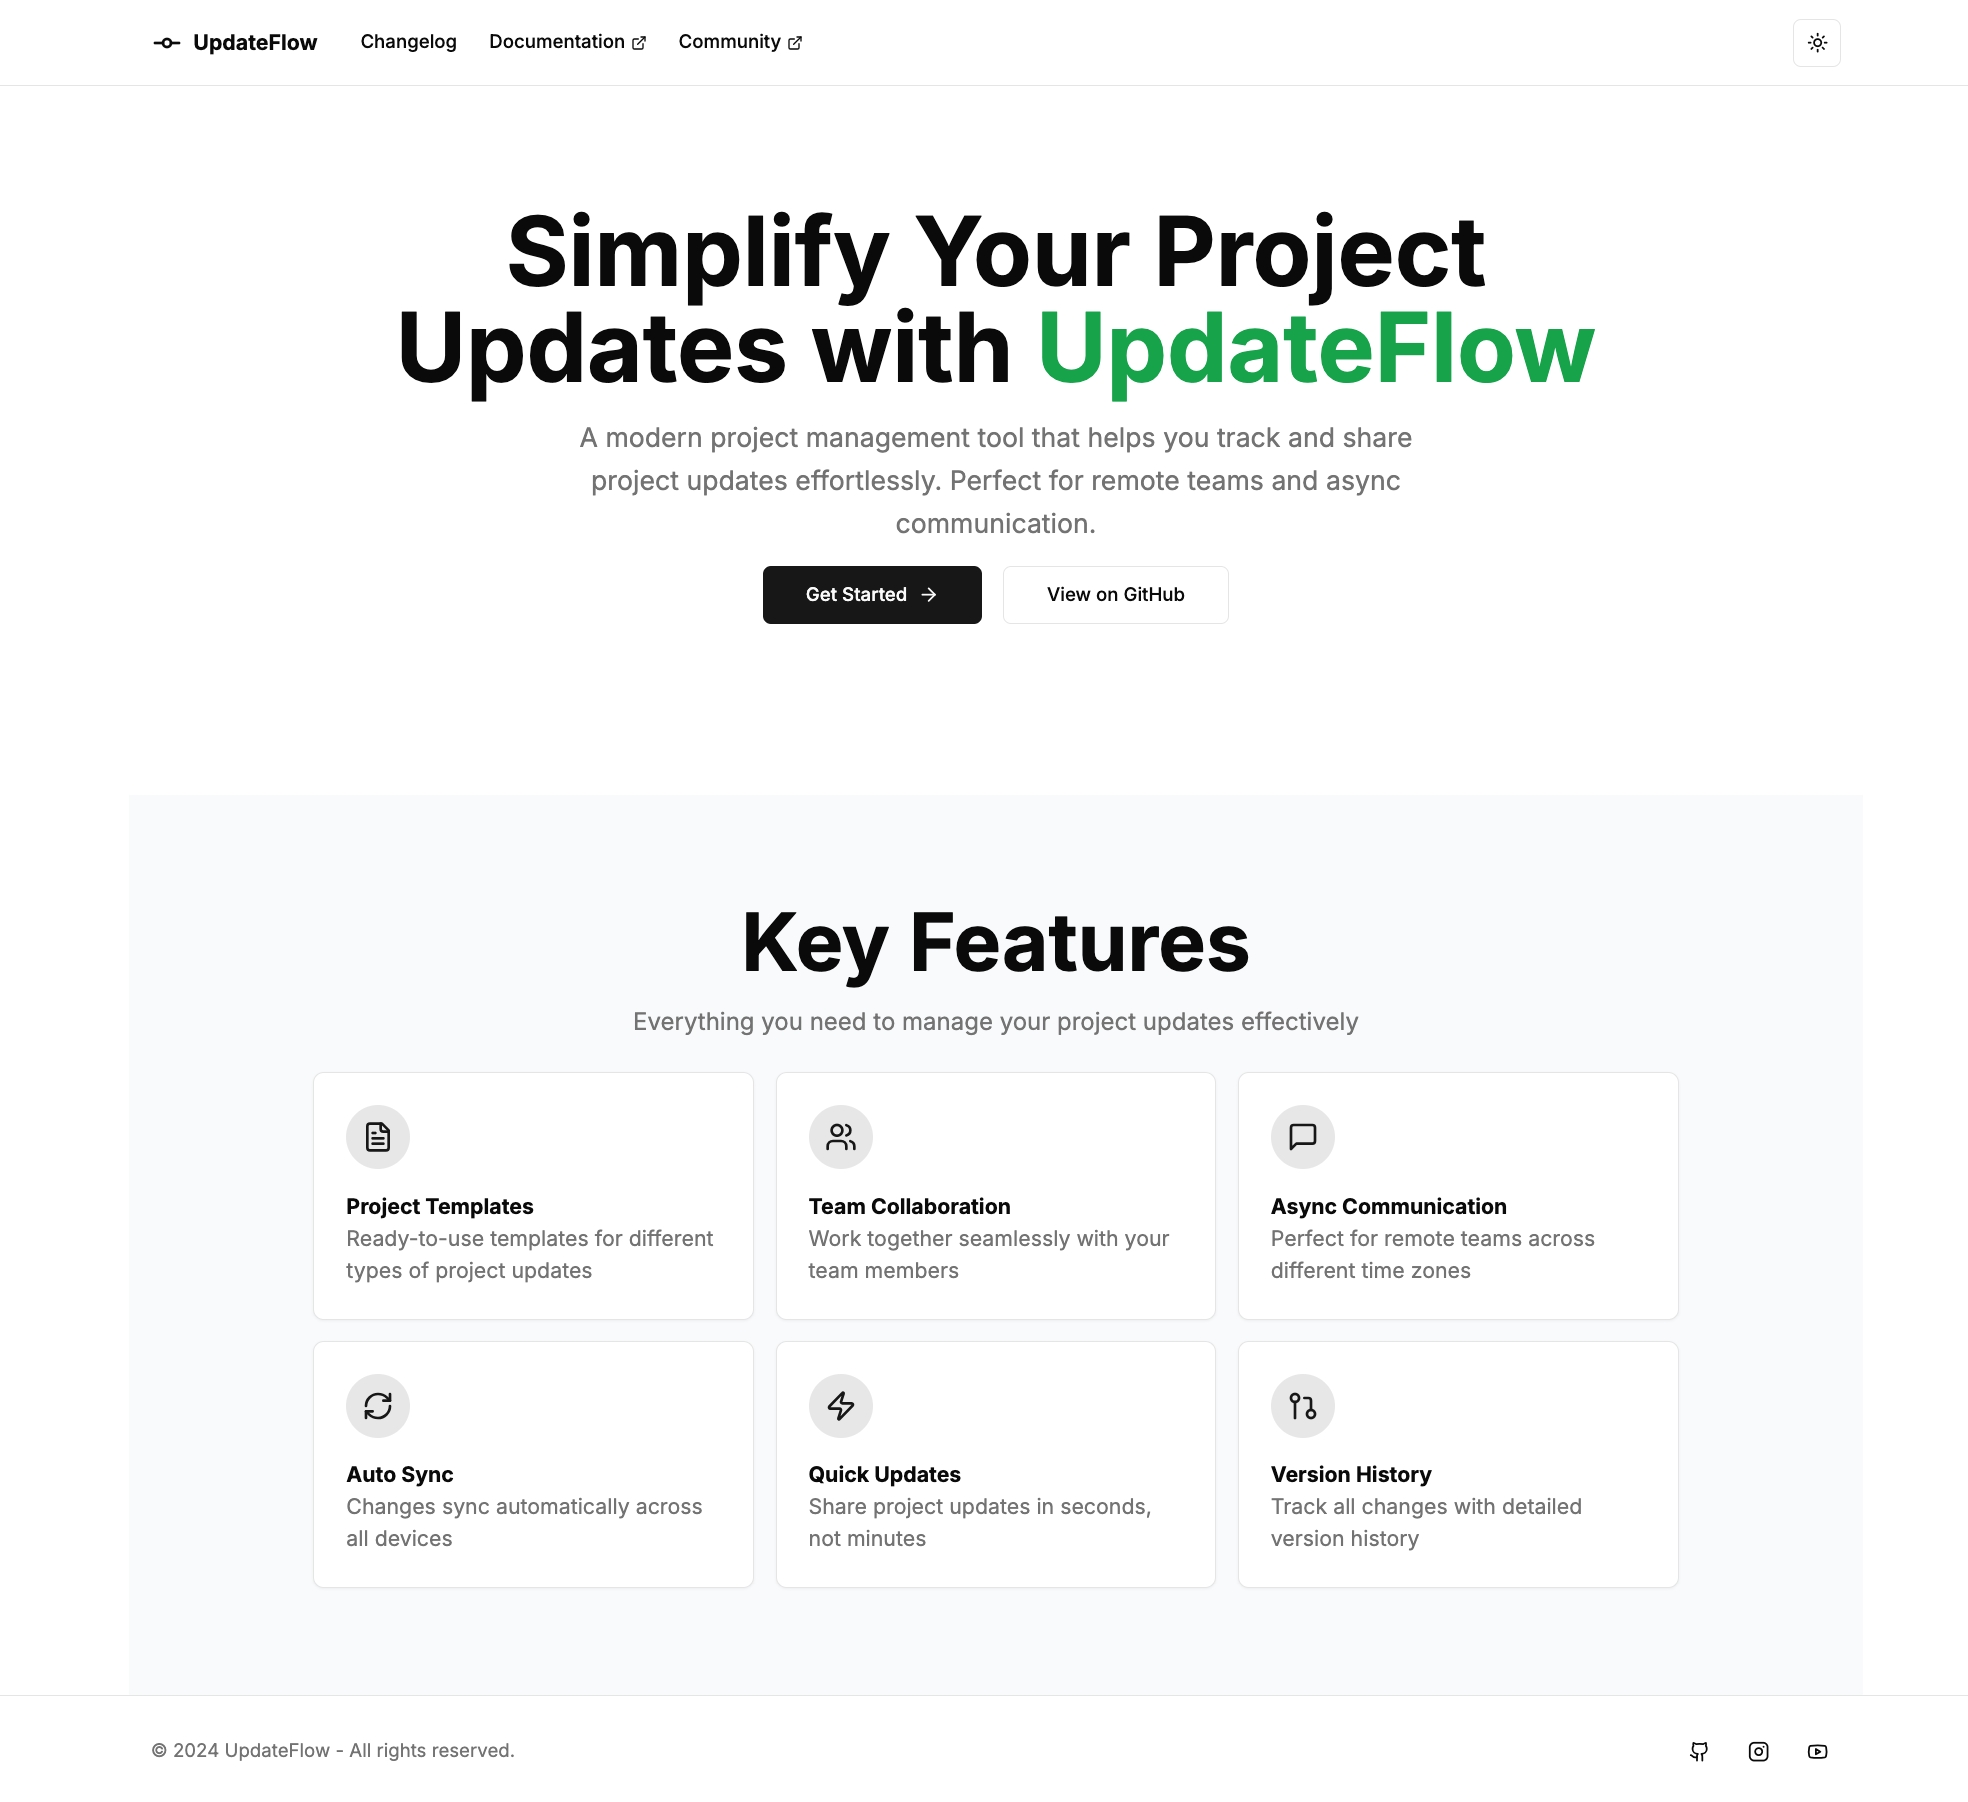 UpdateFlow
Changelog
Documentation
Community
Simplify Your Project
Updates with UpdateFlow
A modern project management tool that helps you track and share
project updates effortlessly. Perfect for remote teams and async
communication.
Get Started
View on GitHub
Key Features
Everything you need to manage your project updates effectively
Project Templates
Ready-to-use templates for different
types of project updates
Team Collaboration
Work together seamlessly with your
team members
Async Communication
Perfect for remote teams across
different time zones
Auto Sync
Changes sync automatically across
all devices
Quick Updates
Share project updates in seconds,
not minutes
Version History
Track all changes with detailed
version history
© 2024 UpdateFlow - All rights reserved.